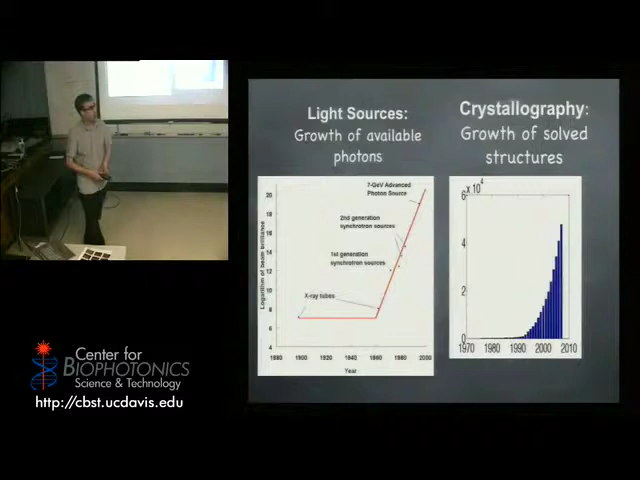 Light Sources:
Growth of available
photons
Crystallography:
Growth of solved
structures
7-GeV Advanced
Photon Source
2nd generation
synchrotron sources
1st generation
synchrotron sources
X-ray tubes
Logarithm of beam brilliance
20
18
16
14
12
10
8
6
4
1880
1900
1920
1940
1960
1980
2000
Year
6 x 10^4
4
2
0
1970 1980 1990 2000 2010
Center for
BIOPHOTONICS
Science & Technology
http://cbst.ucdavis.edu